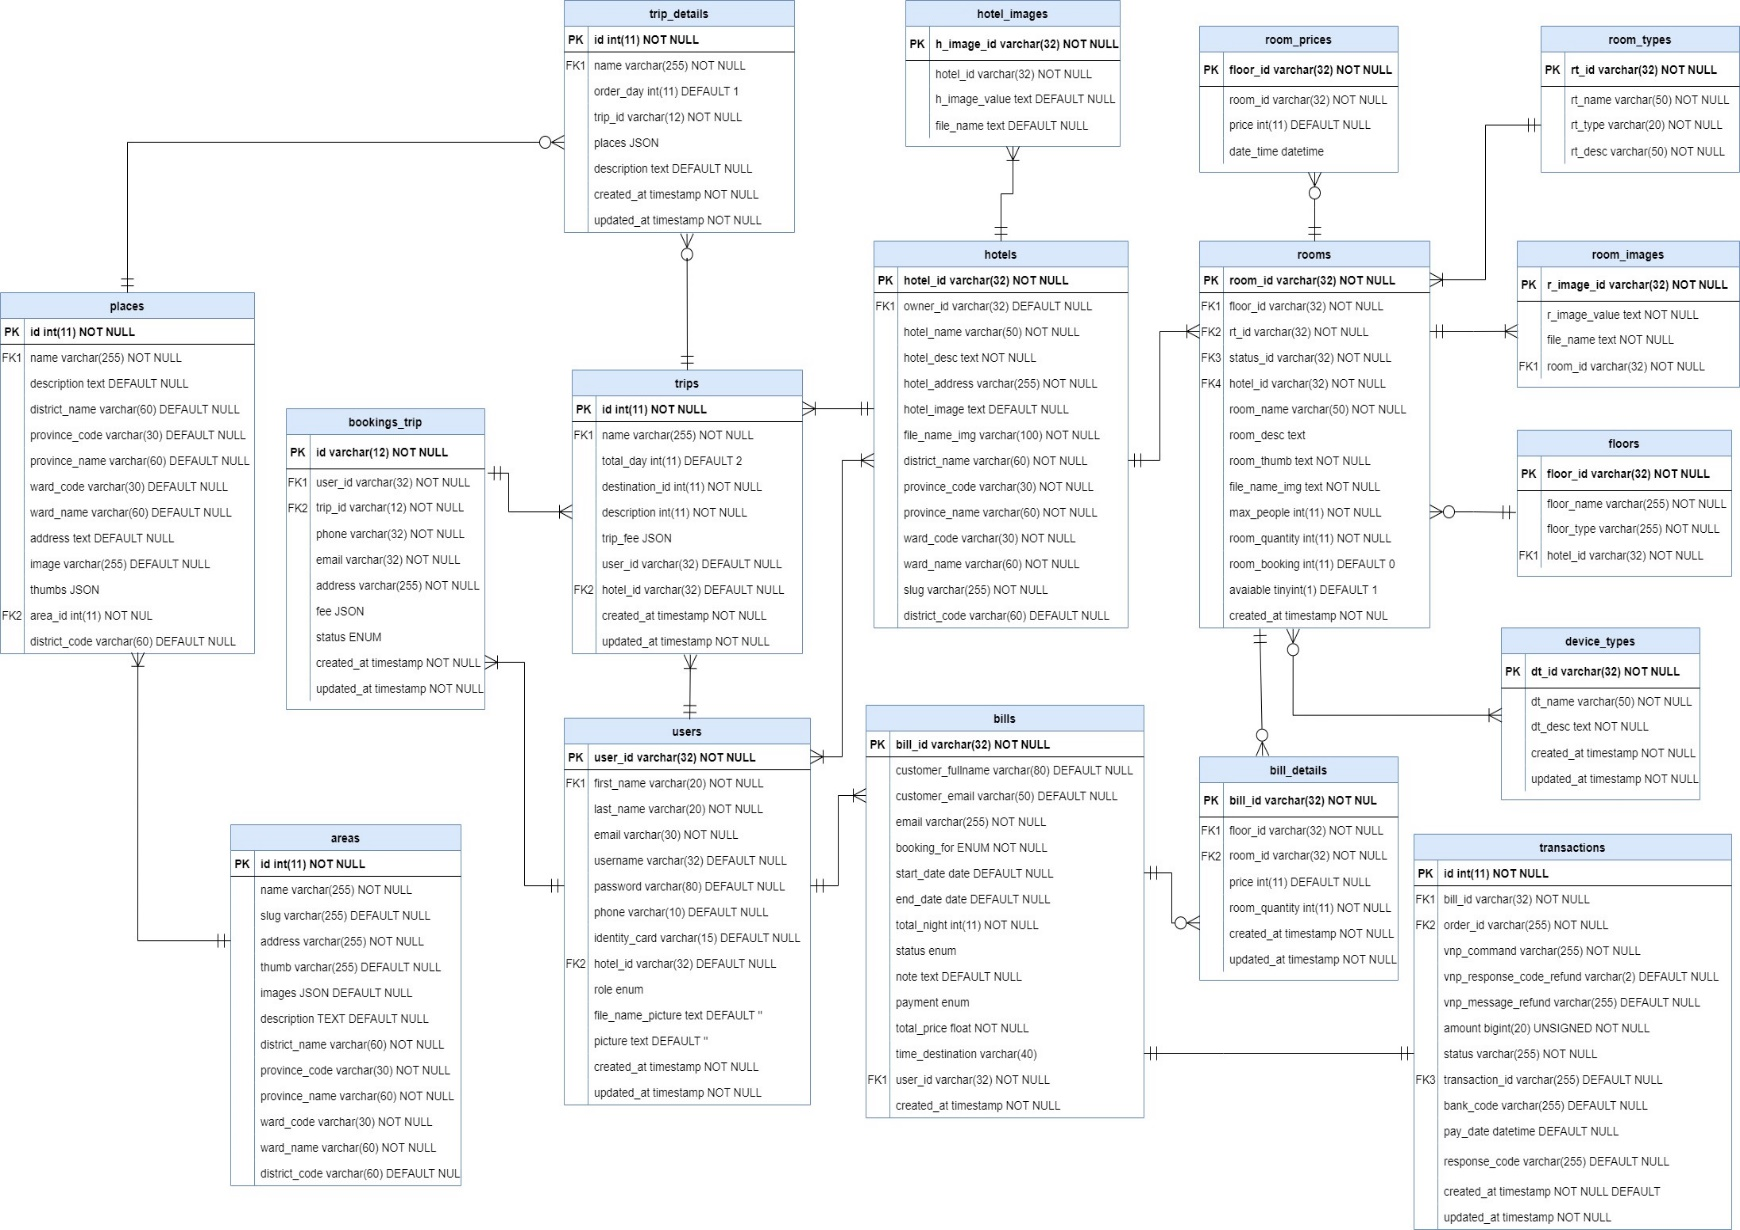 trip_details
PK id int(11) NOT NULL
FK1 name varchar(255) NOT NULL
order_day int(11) DEFAULT 1
trip_id varchar(12) NOT NULL
places JSON
description text DEFAULT NULL
created_at timestamp NOT NULL
updated_at timestamp NOT NULL
hotel_images
PK h_image_id varchar(32) NOT NULL
hotel_id varchar(32) NOT NULL
h_image_value text DEFAULT NULL
file_name text DEFAULT NULL
room_prices
PK floor_id varchar(32) NOT NULL
room_id varchar(32) NOT NULL
price int(11) DEFAULT NULL
date_time datetime
room_types
PK rt_id varchar(32) NOT NULL
rt_name varchar(50) NOT NULL
rt_type varchar(20) NOT NULL
rt_desc varchar(50) NOT NULL
places
PK id int(11) NOT NULL
FK1 name varchar(255) NOT NULL
description text DEFAULT NULL
district_name varchar(60) DEFAULT NULL
province_code varchar(30) DEFAULT NULL
province_name varchar(60) DEFAULT NULL
ward_code varchar(30) DEFAULT NULL
ward_name varchar(60) DEFAULT NULL
address text DEFAULT NULL
image varchar(255) DEFAULT NULL
thumbs JSON
FK2 area_id int(11) NOT NUL
district_code varchar(60) DEFAULT NULL
bookings_trip
PK id varchar(12) NOT NULL
FK1 user_id varchar(32) NOT NULL
FK2 trip_id varchar(12) NOT NULL
phone varchar(32) NOT NULL
email varchar(32) NOT NULL
address varchar(255) NOT NULL
fee JSON
status ENUM
created_at timestamp NOT NULL
updated_at timestamp NOT NULL
trips
PK id int(11) NOT NULL
FK1 name varchar(255) NOT NULL
total_day int(11) DEFAULT 2
destination_id int(11) NOT NULL
description int(11) NOT NULL
trip_fee JSON
user_id varchar(32) DEFAULT NULL
FK2 hotel_id varchar(32) DEFAULT NULL
created_at timestamp NOT NULL
updated_at timestamp NOT NULL
hotels
PK hotel_id varchar(32) NOT NULL
FK1 owner_id varchar(32) DEFAULT NULL
hotel_name varchar(50) NOT NULL
hotel_desc text NOT NULL
hotel_address varchar(255) NOT NULL
hotel_image text DEFAULT NULL
file_name_img varchar(100) NOT NULL
district_name varchar(60) NOT NULL
province_code varchar(30) NOT NULL
province_name varchar(60) NOT NULL
ward_code varchar(30) NOT NULL
ward_name varchar(60) NOT NULL
slug varchar(255) NOT NULL
district_code varchar(60) DEFAULT NULL
rooms
PK room_id varchar(32) NOT NULL
FK1 floor_id varchar(32) NOT NULL
FK2 rt_id varchar(32) NOT NULL
FK3 status_id varchar(32) NOT NULL
FK4 hotel_id varchar(32) NOT NULL
room_name varchar(50) NOT NULL
room_desc text
room_thumb text NOT NULL
file_name_img text NOT NULL
max_people int(11) NOT NULL
room_quantity int(11) NOT NULL
room_booking int(11) DEFAULT 0
avaiable tinyint(1) DEFAULT 1
created_at timestamp NOT NUL
room_images
PK r_image_id varchar(32) NOT NULL
r_image_value text NOT NULL
file_name text NOT NULL
FK1 room_id varchar(32) NOT NULL
floors
PK floor_id varchar(32) NOT NULL
floor_name varchar(255) NOT NULL
floor_type varchar(255) NOT NULL
FK1 hotel_id varchar(32) NOT NULL
device_types
PK dt_id varchar(32) NOT NULL
dt_name varchar(50) NOT NULL
dt_desc text NOT NULL
created_at timestamp NOT NULL
updated_at timestamp NOT NULL
areas
PK id int(11) NOT NULL
name varchar(255) NOT NULL
slug varchar(255) DEFAULT NULL
address varchar(255) NOT NULL
thumb varchar(255) DEFAULT NULL
images JSON DEFAULT NULL
description TEXT DEFAULT NULL
district_name varchar(60) NOT NULL
province_code varchar(30) NOT NULL
province_name varchar(60) NOT NULL
ward_code varchar(30) NOT NULL
ward_name varchar(60) NOT NULL
district_code varchar(60) DEFAULT NUL
users
PK user_id varchar(32) NOT NULL
FK1 first_name varchar(20) NOT NULL
last_name varchar(20) NOT NULL
email varchar(30) NOT NULL
username varchar(32) DEFAULT NULL
password varchar(80) DEFAULT NULL
phone varchar(10) DEFAULT NULL
identity_card varchar(15) DEFAULT NULL
FK2 hotel_id varchar(32) DEFAULT NULL
role enum
file_name_picture text DEFAULT ''
picture text DEFAULT ''
created_at timestamp NOT NULL
updated_at timestamp NOT NULL
bills
PK bill_id varchar(32) NOT NULL
customer_fullname varchar(80) DEFAULT NULL
customer_email varchar(50) DEFAULT NULL
email varchar(255) NOT NULL
booking_for ENUM NOT NULL
start_date date DEFAULT NULL
end_date date DEFAULT NULL
total_night int(11) NOT NULL
status enum
note text DEFAULT NULL
payment enum
total_price float NOT NULL
time_destination varchar(40)
FK1 user_id varchar(32) NOT NULL
created_at timestamp NOT NULL
bill_details
PK bill_id varchar(32) NOT NUL
FK1 floor_id varchar(32) NOT NULL
FK2 room_id varchar(32) NOT NULL
price int(11) DEFAULT NULL
room_quantity int(11) NOT NULL
created_at timestamp NOT NULL
updated_at timestamp NOT NULL
transactions
PK id int(11) NOT NULL
FK1 bill_id varchar(32) NOT NULL
FK2 order_id varchar(255) NOT NULL
vnp_command varchar(255) NOT NULL
vnp_response_code_refund varchar(2) DEFAULT NULL
vnp_message_refund varchar(255) DEFAULT NULL
amount bigint(20) UNSIGNED NOT NULL
status varchar(255) NOT NULL
FK3 transaction_id varchar(255) DEFAULT NULL
bank_code varchar(255) DEFAULT NULL
pay_date datetime DEFAULT NULL
response_code varchar(255) DEFAULT NULL
created_at timestamp NOT NULL DEFAULT
updated_at timestamp NOT NULL